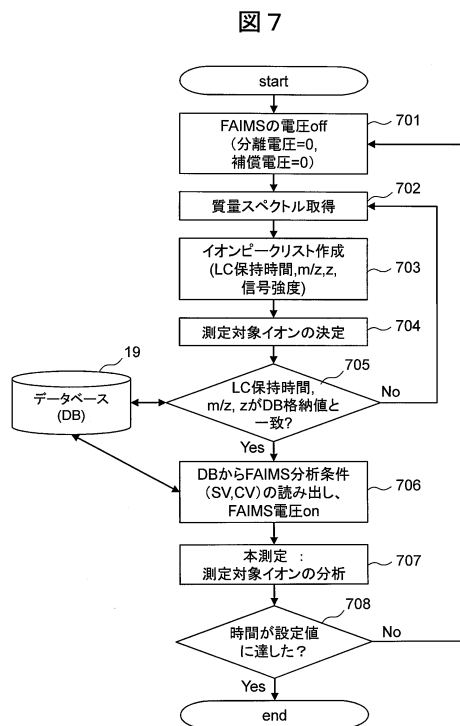 図7
start
FAIMSの電圧off
(分離電圧=0,
補償電圧=0)
701
質量スペクトル取得
702
イオンピークリスト作成
(LC保持時間,m/z,z,
信号強度)
703
測定対象イオンの決定
704
19
データベース
(DB)
705
LC保持時間,
m/z, zがDB格納値と
一致?
No
Yes
DBからFAIMS分析条件
(SV,CV)の読み出し、
FAIMS電圧on
706
本測定 :
測定対象イオンの分析
707
708
時間が設定値
に達した?
No
Yes
end